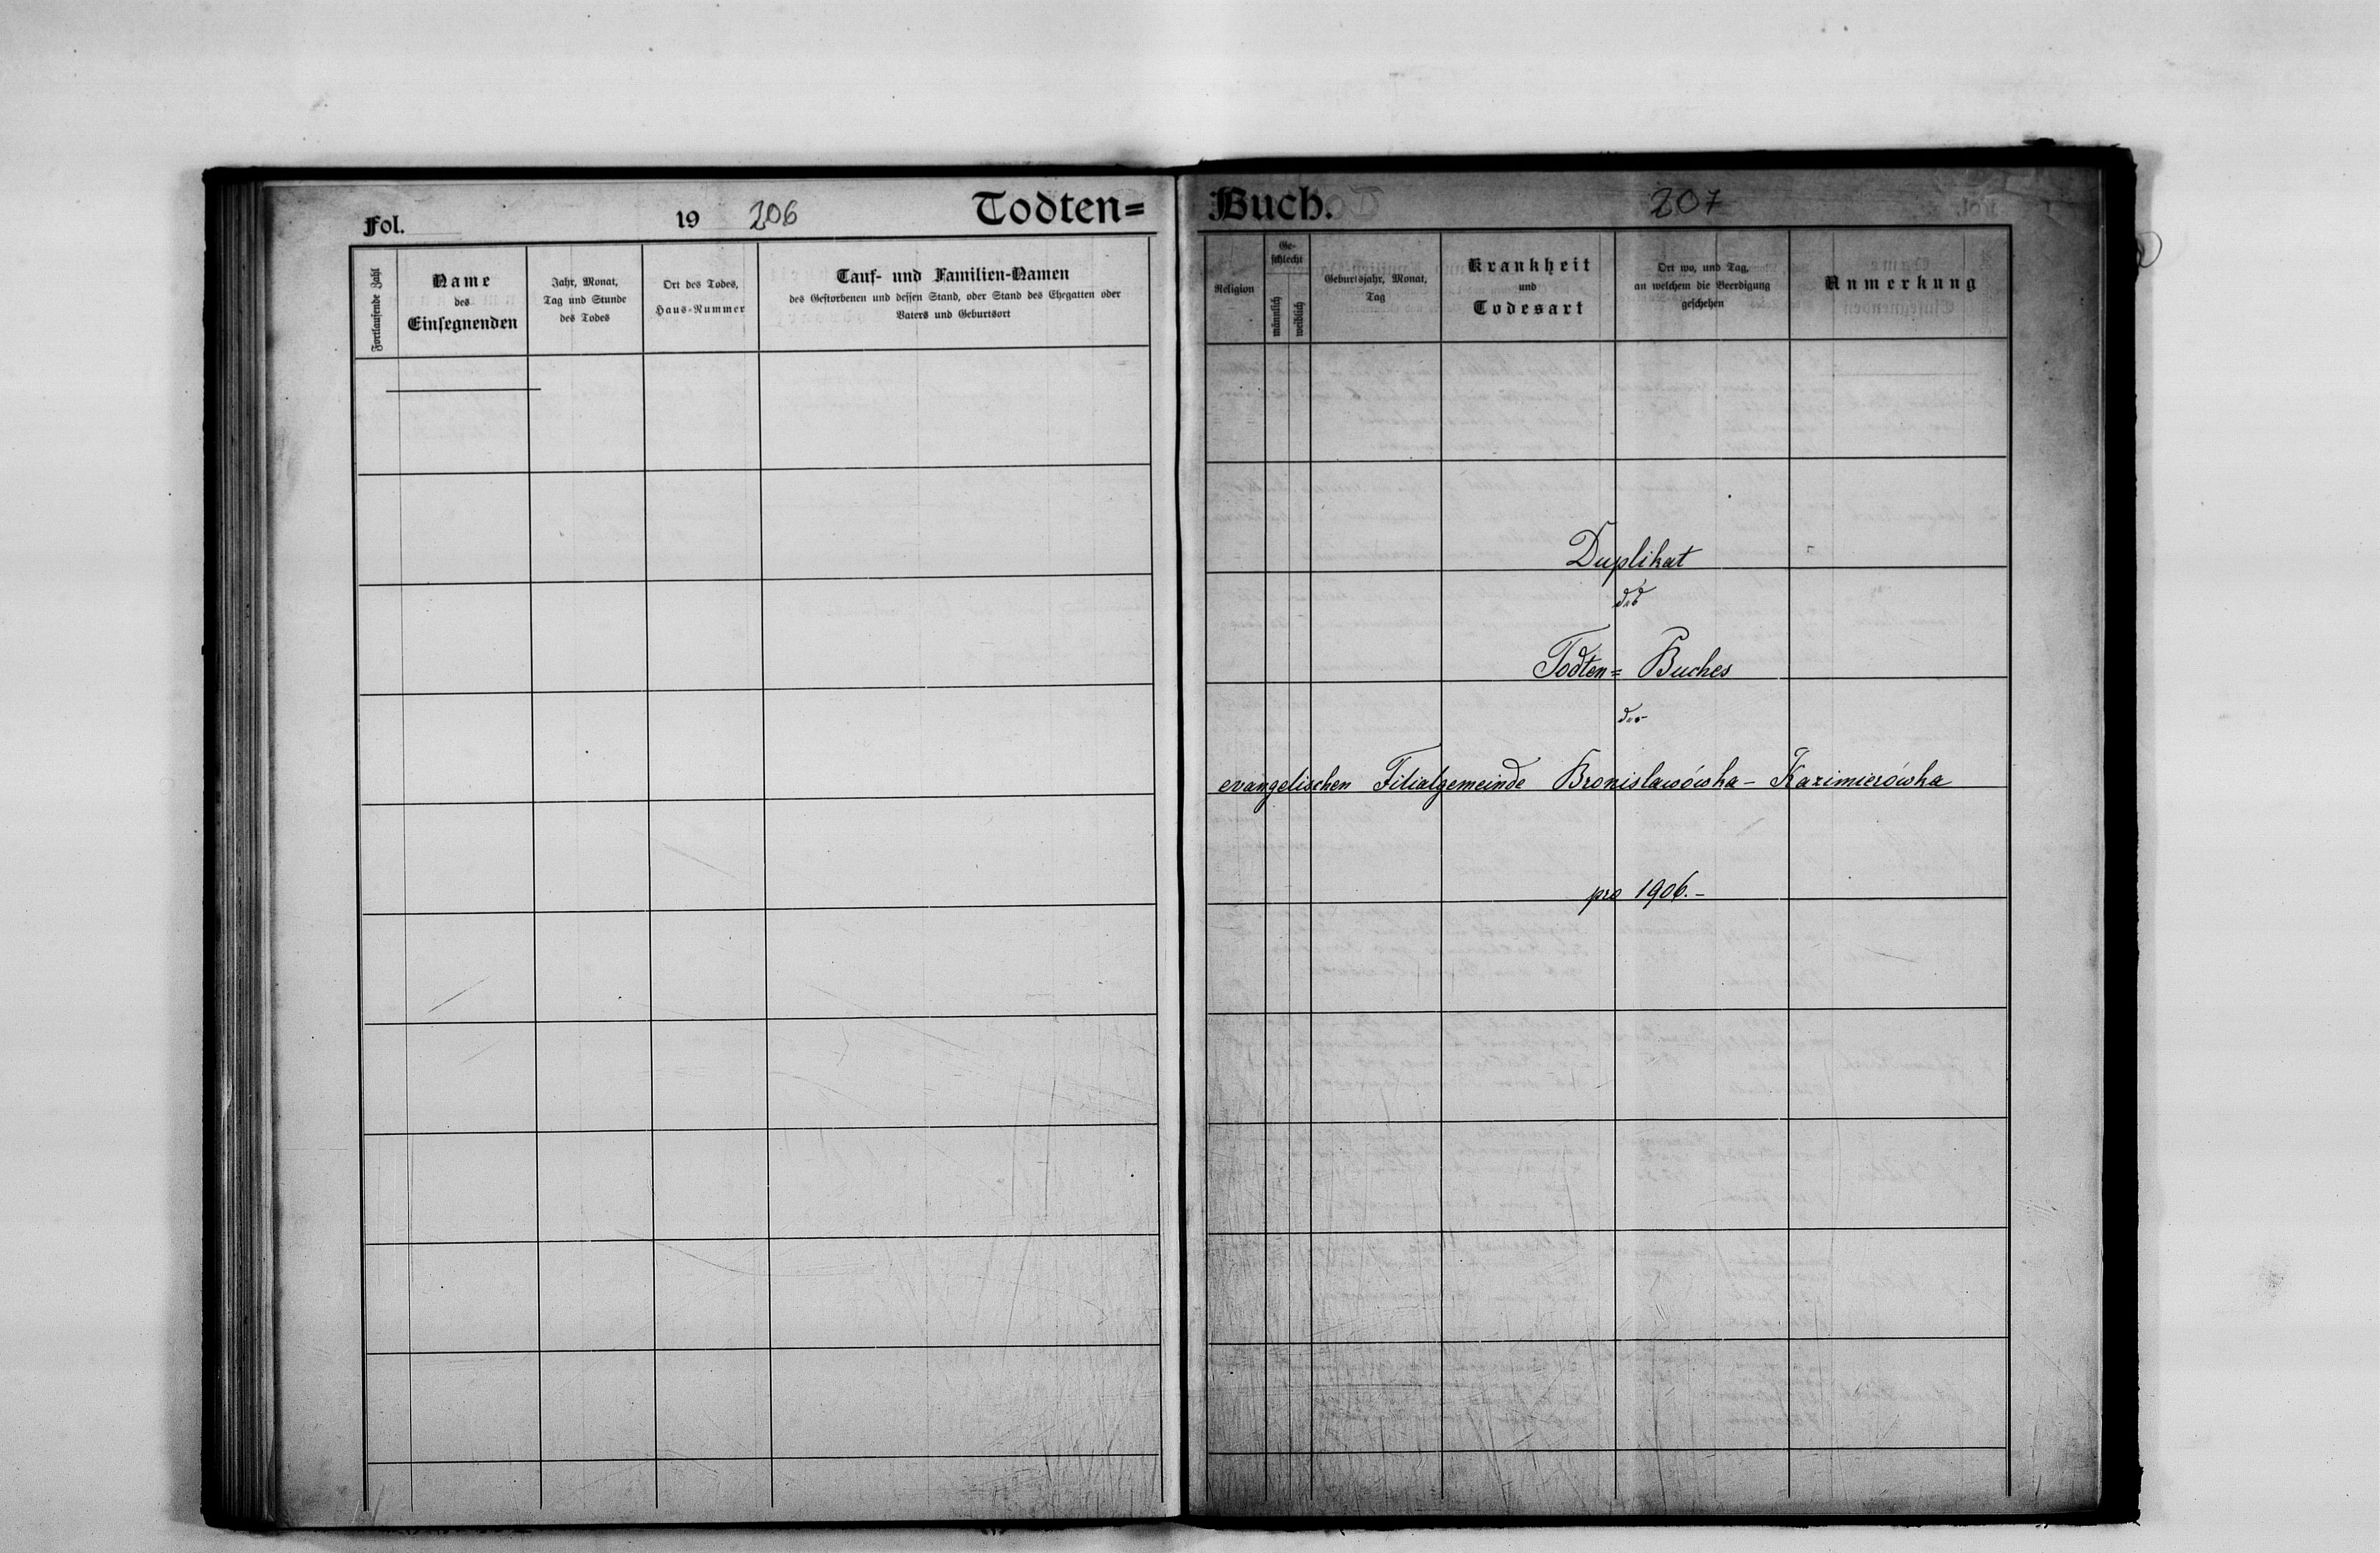 Fol. 19 206 Todten=
Fortlaufende Zahl
Name
des
Einsegnenden
Jahr, Monat,
Tag und Stunde
des Todes
Ort des Todes,
Haus-Nummer
Tauf- und Familien-Namen
des Gestorbenen und dessen Stand, oder Stand des Ehegatten oder
Vaters und Geburtsort
Buch. 207
Religion
Ge-
schlecht
männlich
weiblich
Geburtsjahr, Monat,
Tag
Krankheit
und
Todesart
Ort wo, und Tag,
an welchem die Beerdigung
geschehen
Anmerkung
Duplikat
des
Todten= Buches
der
evangelischen Filialgemeinde Bronislawówka - Kazimierówka
pro 1906.-